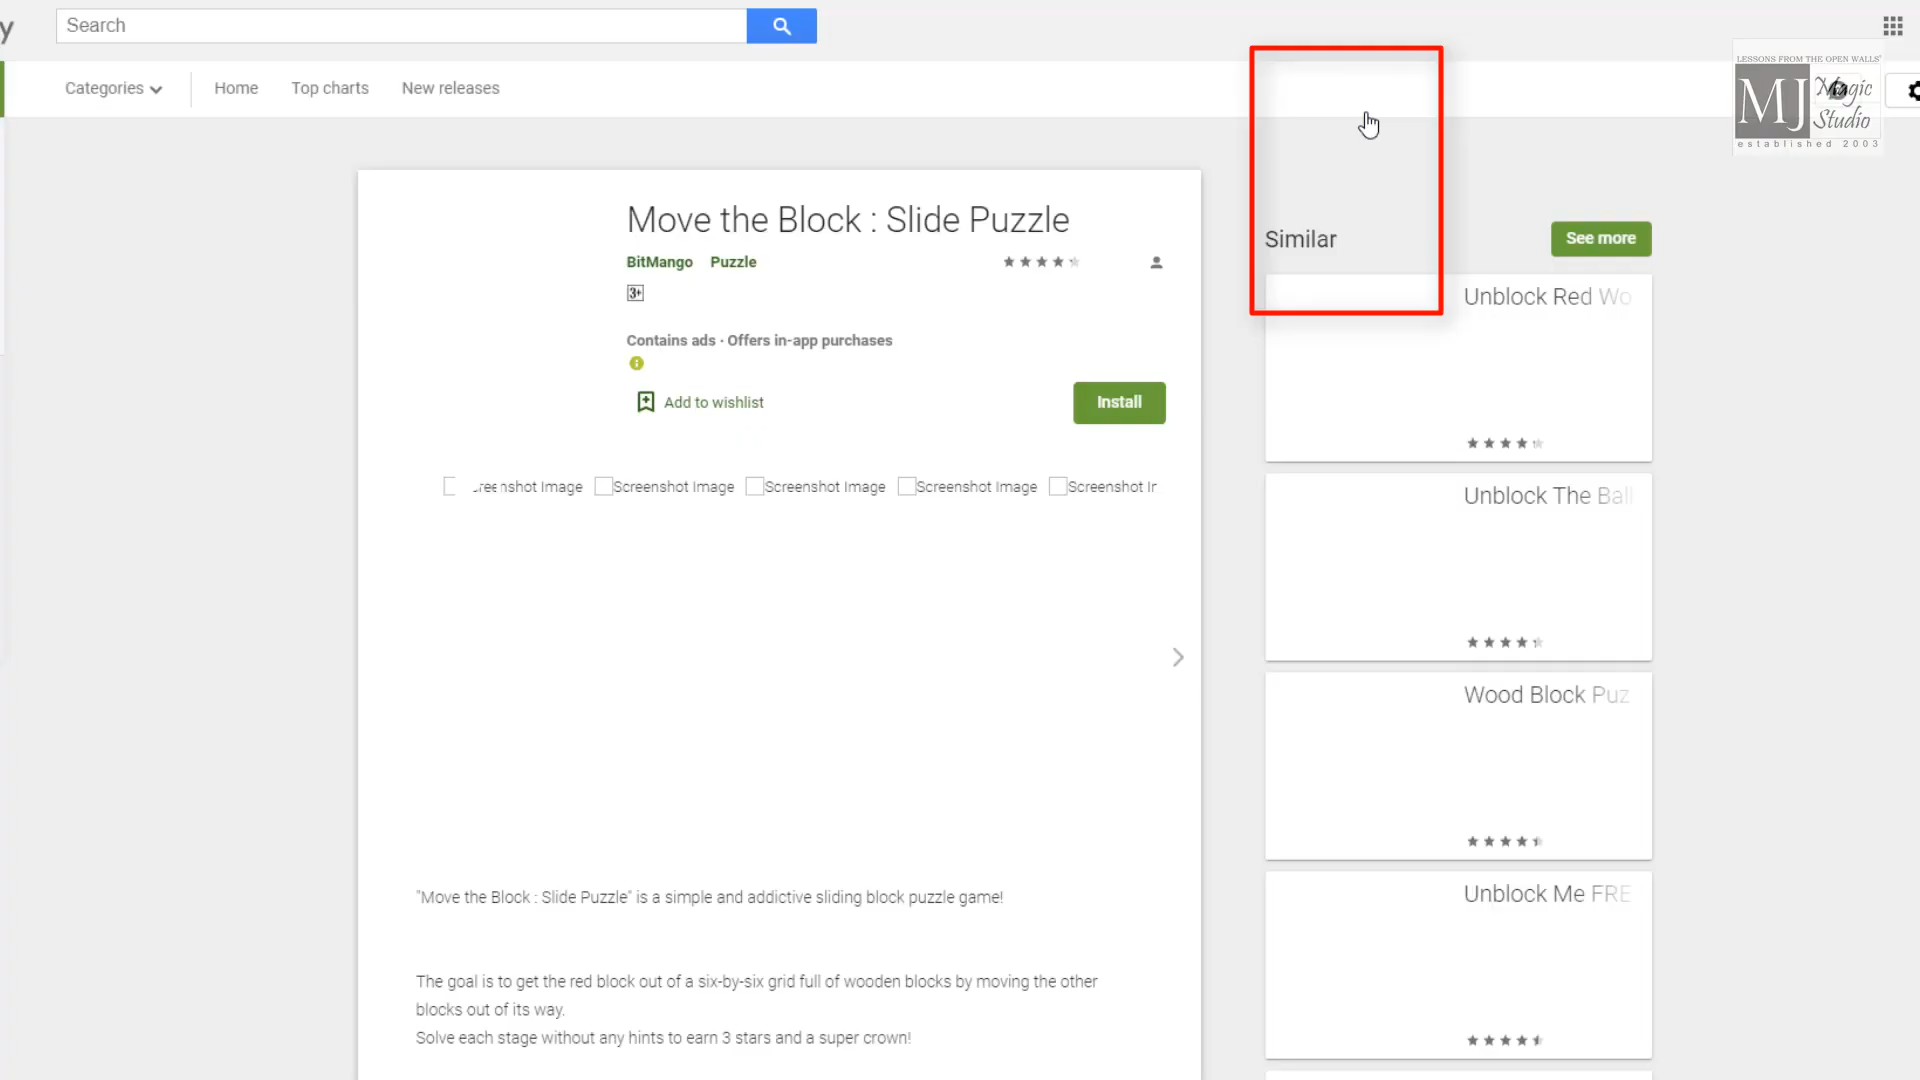 y
Search
LESSONS FROM THE OPEN WALLS
MJ Magic Studio
established 2003
Categories
Home
Top charts
New releases
Move the Block : Slide Puzzle
BitMango
Puzzle
3+
Contains ads · Offers in-app purchases
Add to wishlist
Install
Screenshot Image
Screenshot Image
Screenshot Image
Screenshot
"Move the Block : Slide Puzzle" is a simple and addictive sliding block puzzle game!
The goal is to get the red block out of a six-by-six grid full of wooden blocks by moving the other
blocks out of its way.
Solve each stage without any hints to earn 3 stars and a super crown!
Similar
See more
Unblock Red Wo
Unblock The Ball
Wood Block Puz
Unblock Me FRE